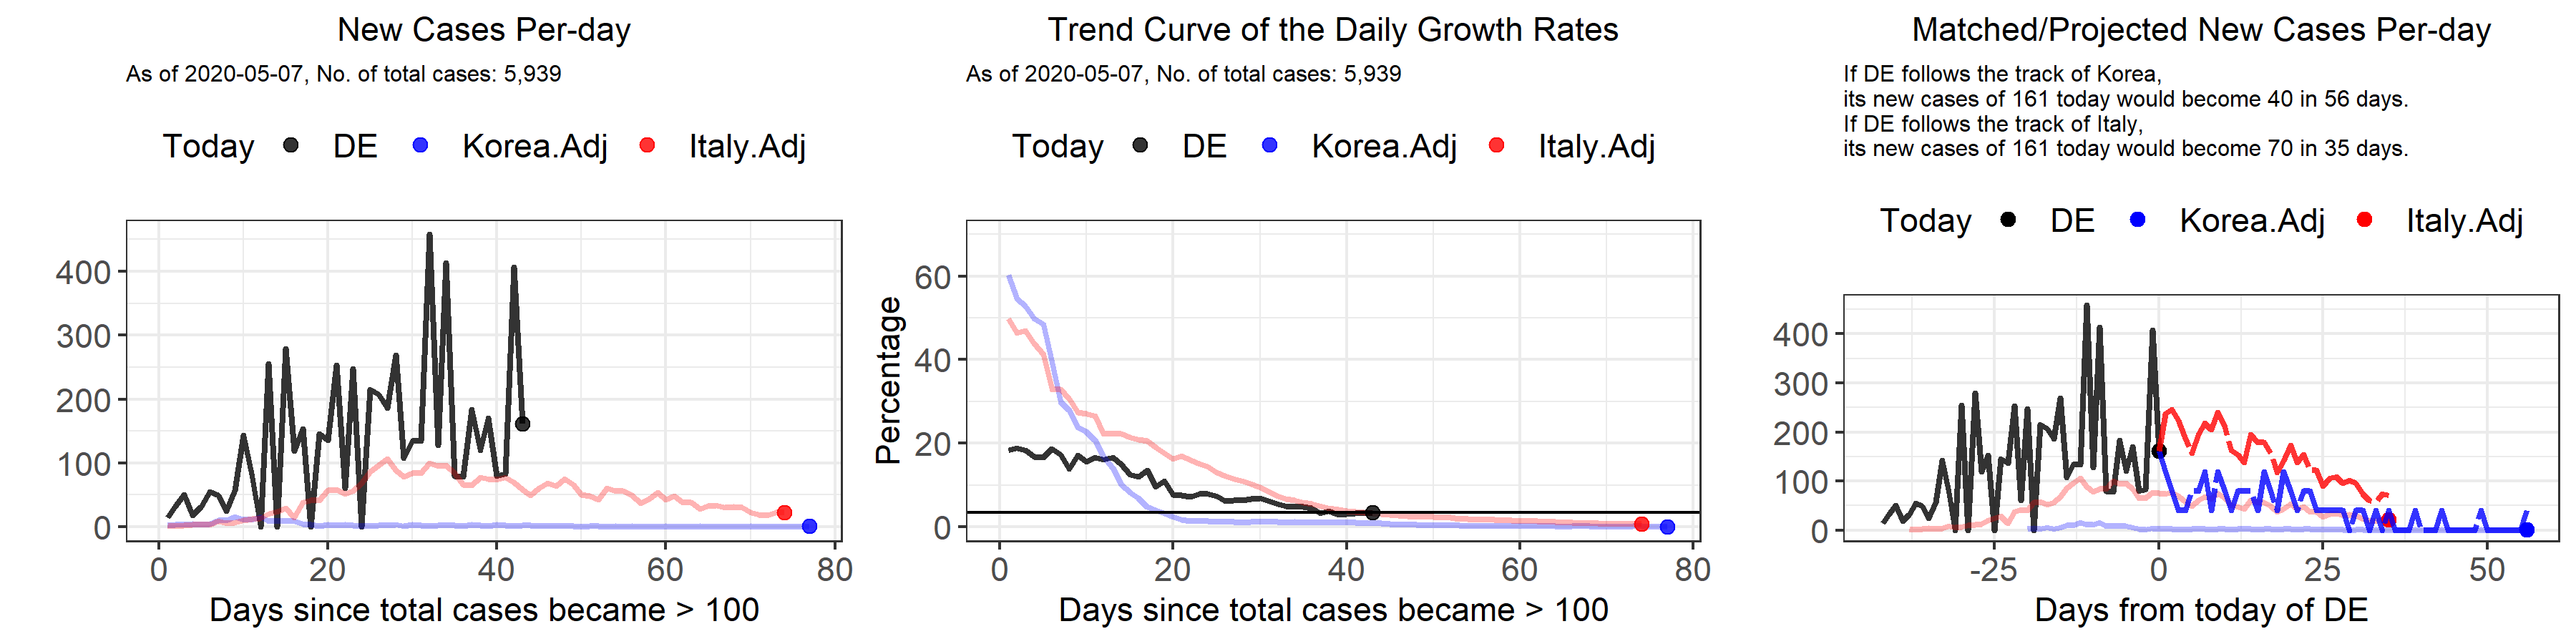 New Cases Per-day
As of 2020-05-07, No. of total cases: 5,939
Today DE Korea.Adj Italy.Adj
400
300
200
100
0
0 20 40 60 80
Days since total cases became > 100
Trend Curve of the Daily Growth Rates
As of 2020-05-07, No. of total cases: 5,939
Today DE Korea.Adj Italy.Adj
Percentage
60
40
20
0
0 20 40 60 80
Days since total cases became > 100
Matched/Projected New Cases Per-day
If DE follows the track of Korea,
its new cases of 161 today would become 40 in 56 days.
If DE follows the track of Italy,
its new cases of 161 today would become 70 in 35 days.
Today DE Korea.Adj Italy.Adj
400
300
200
100
0
-25 0 25 50
Days from today of DE